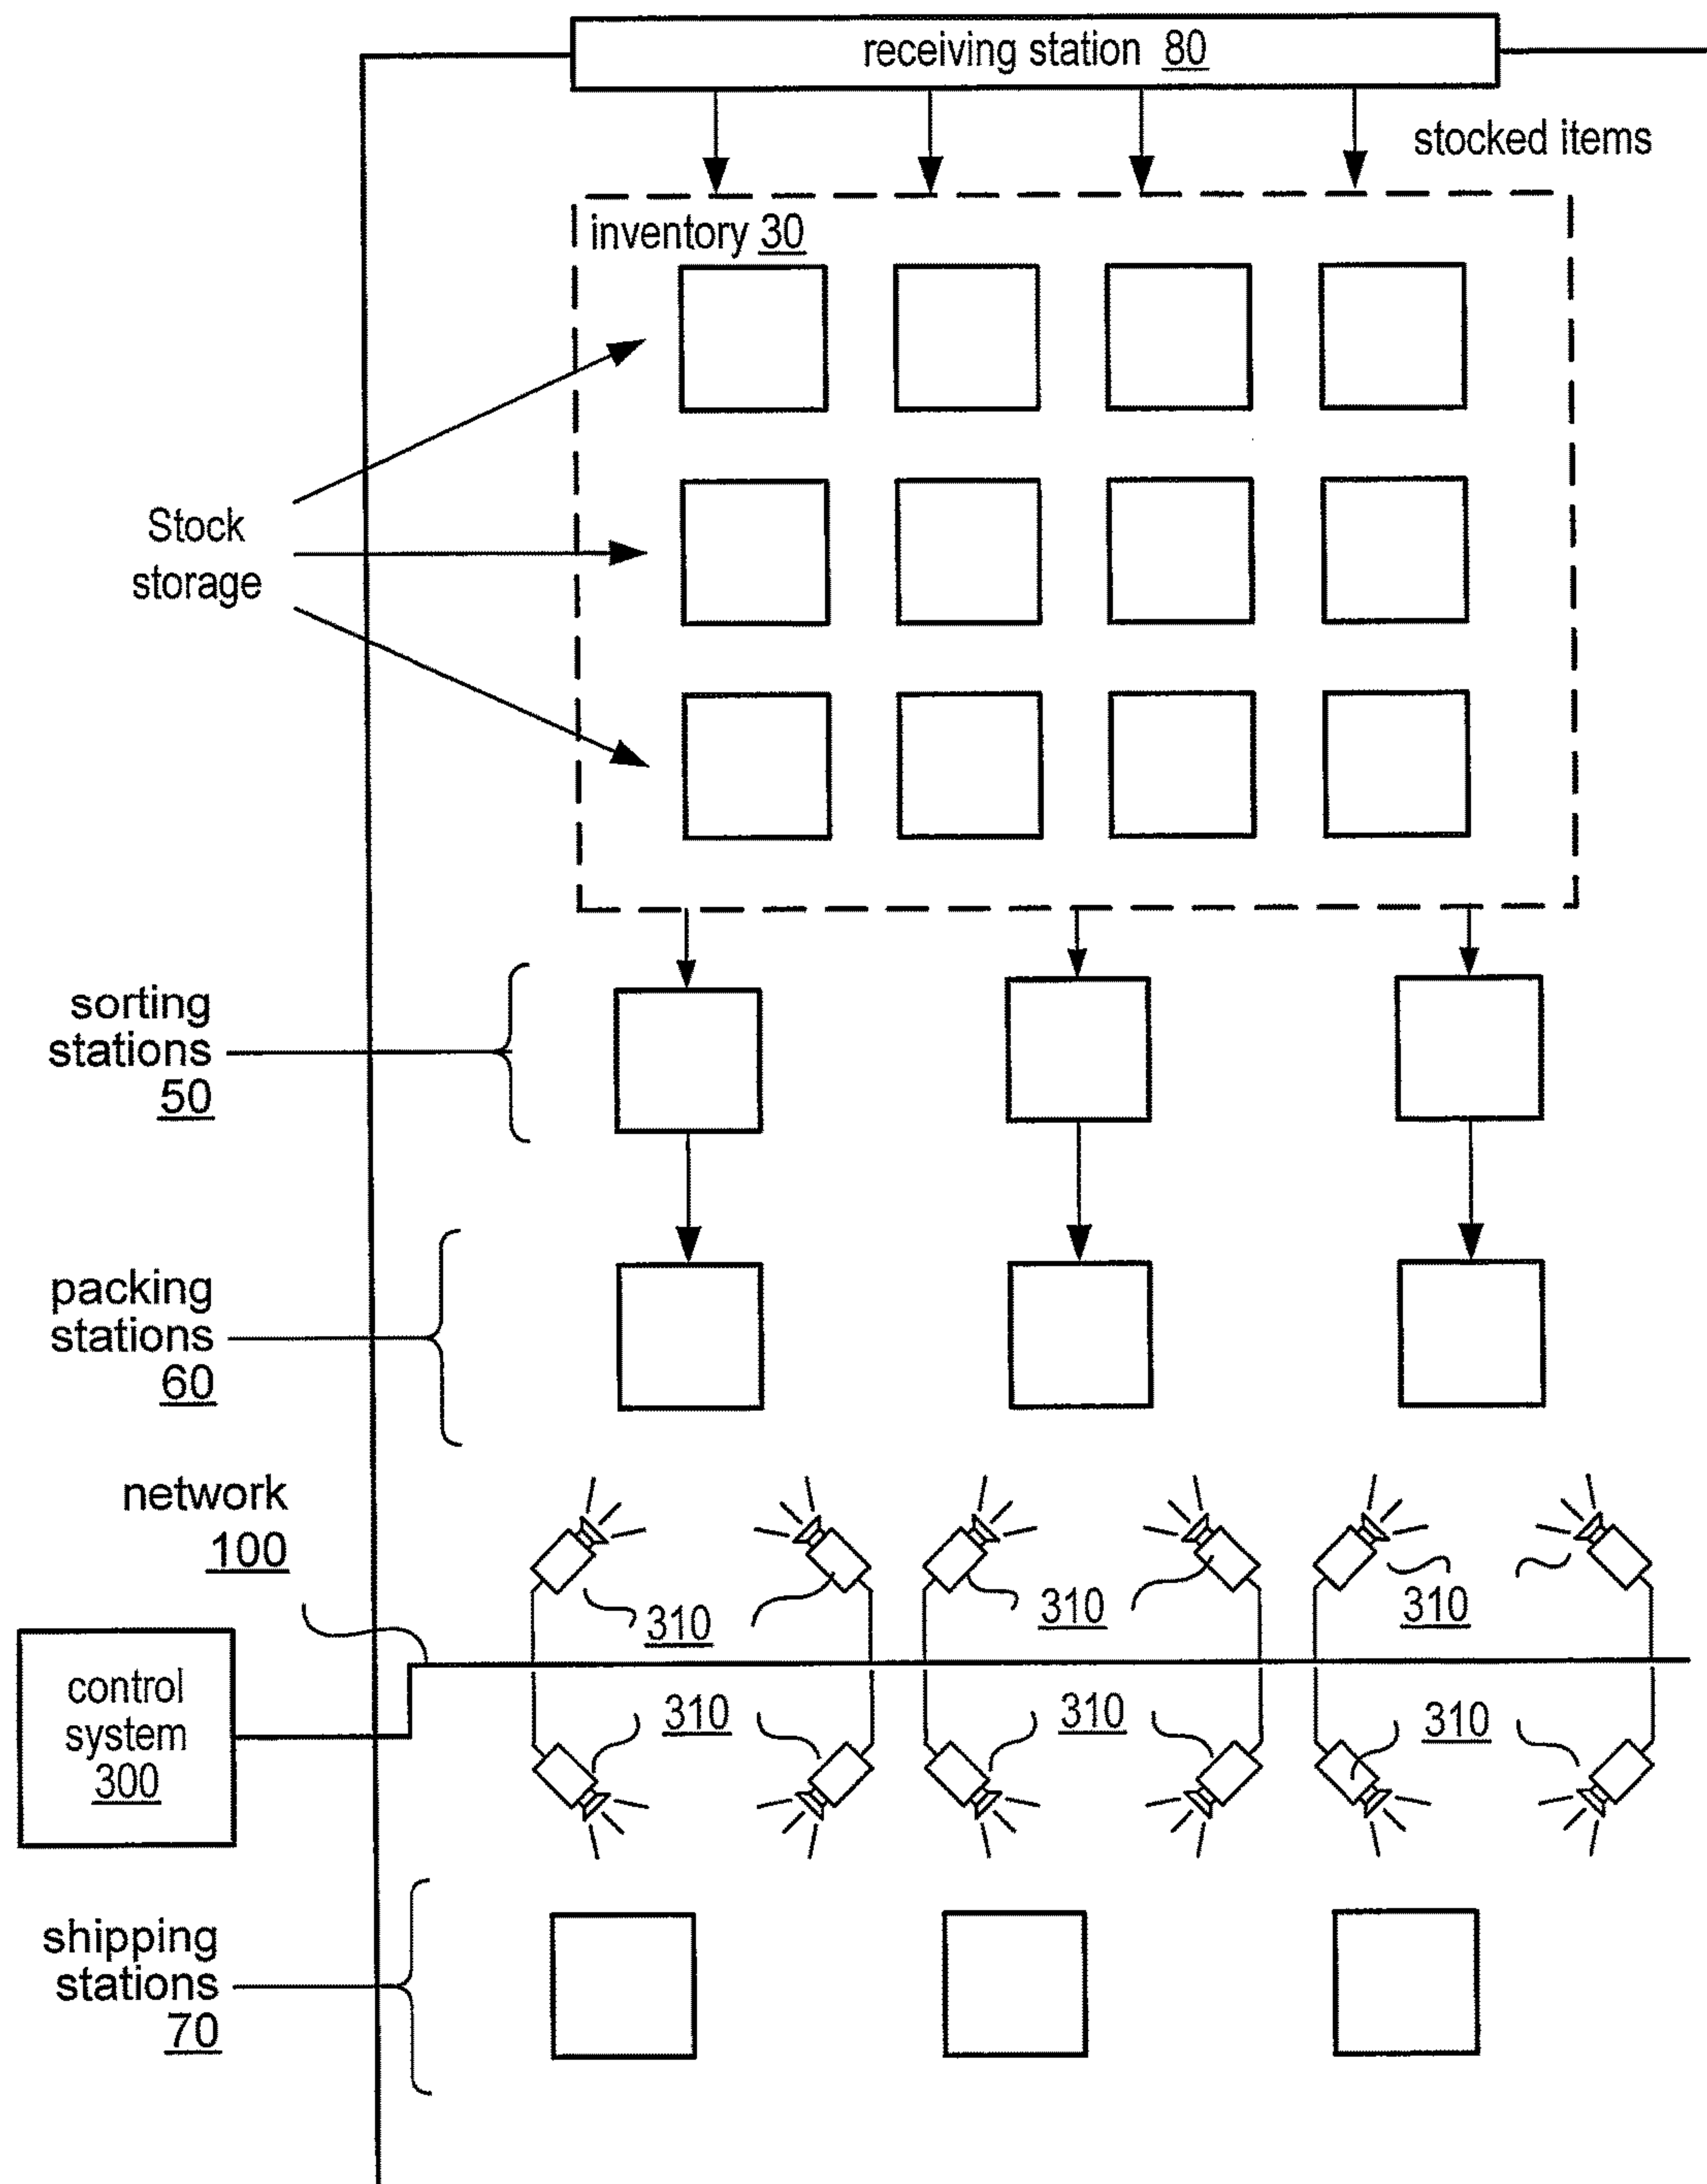 receiving station 80
stocked items
inventory 30
Stock
storage
sorting
stations
50
packing
stations
60
network
100
310 310 310
control
system
300
310 310 310
shipping
stations
70